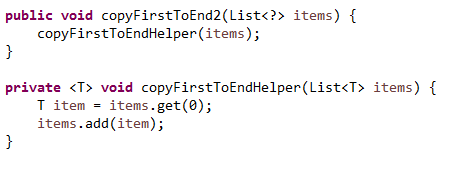 public void copyFirstToEnd2(List<?> items) {
    copyFirstToEndHelper(items);
}
private <T> void copyFirstToEndHelper(List<T> items) {
    T item = items.get(0);
    items.add(item);
}